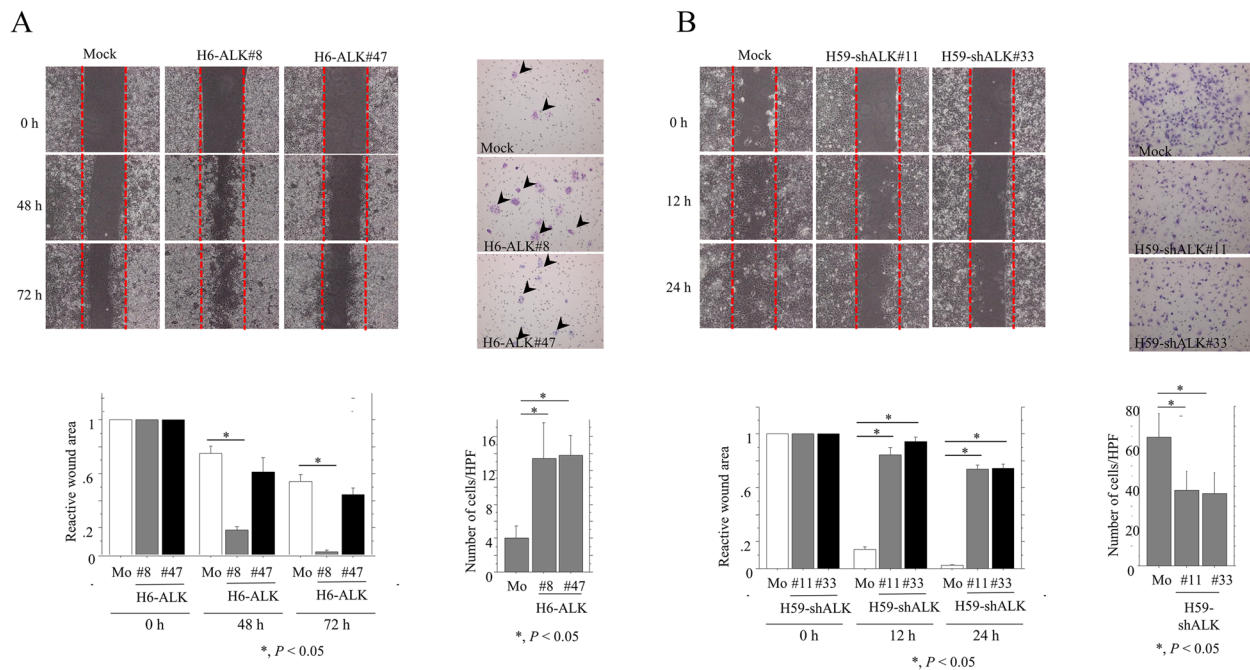 A
Mock H6-ALK#8 H6-ALK#47
0 h
48 h
72 h
Mock
H6-ALK#8
H6-ALK#47
Reactive wound area
1
.6
.2
0
*
*
Mo #8 #47 Mo #8 #47 Mo #8 #47
H6-ALK H6-ALK H6-ALK
0 h 48 h 72 h
*, P < 0.05
Number of cells/HPF
16
12
8
4
0
*
*
Mo #8 #47
H6-ALK
*, P < 0.05
B
Mock H59-shALK#11 H59-shALK#33
0 h
12 h
24 h
Mock
H59-shALK#11
H59-shALK#33
Reactive wound area
1
.6
.2
0
*
*
*
*
Mo #11 #33 Mo #11 #33 Mo #11 #33
H59-shALK H59-shALK H59-shALK
0 h 12 h 24 h
*, P < 0.05
Number of cells/HPF
80
60
40
20
0
*
*
Mo #11 #33
H59-
shALK
*, P < 0.05